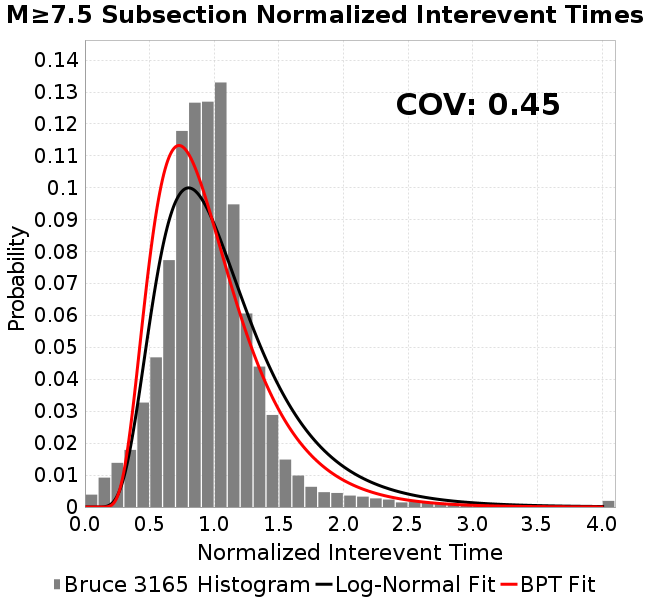 M≥7.5 Subsection Normalized Interevent Times
COV: 0.45
Probability
0.14
0.13
0.12
0.11
0.1
0.09
0.08
0.07
0.06
0.05
0.04
0.03
0.02
0.01
0
0.0 0.5 1.0 1.5 2.0 2.5 3.0 3.5 4.0
Normalized Interevent Time
Bruce 3165 Histogram Log-Normal Fit BPT Fit